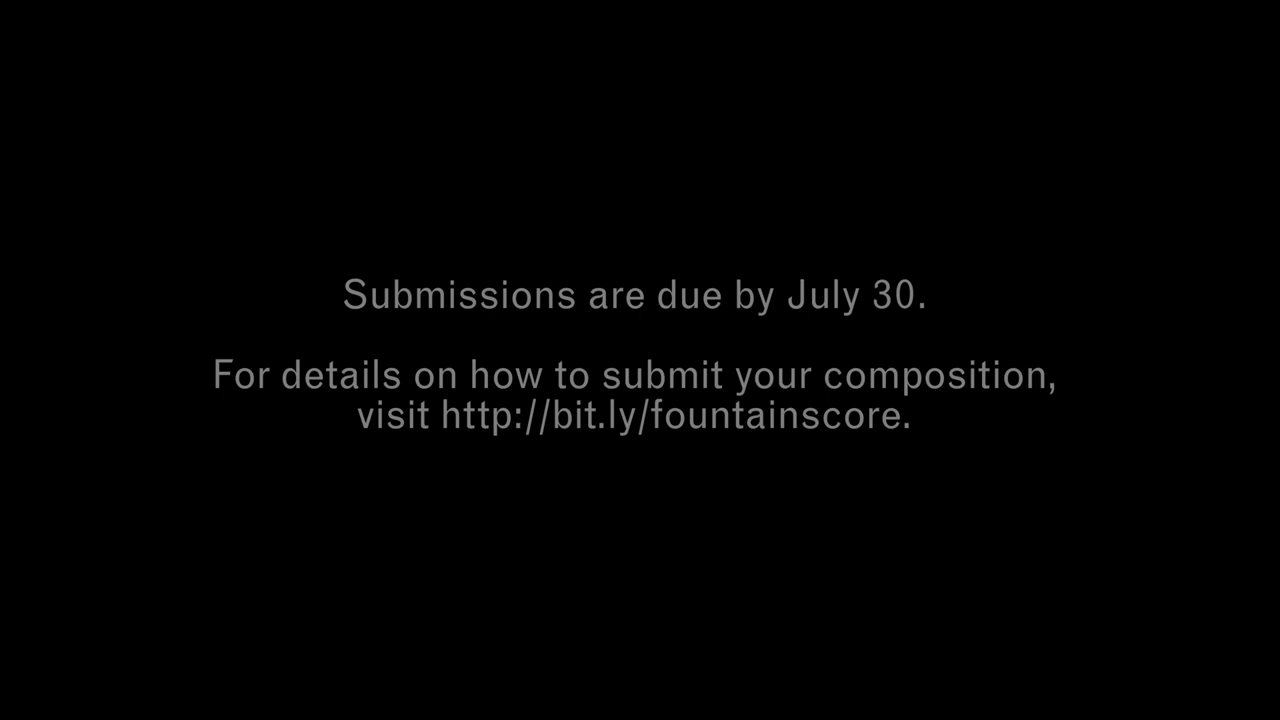 Submissions are due by July 30.
For details on how to submit your composition,
visit http://bit.ly/fountainscore.